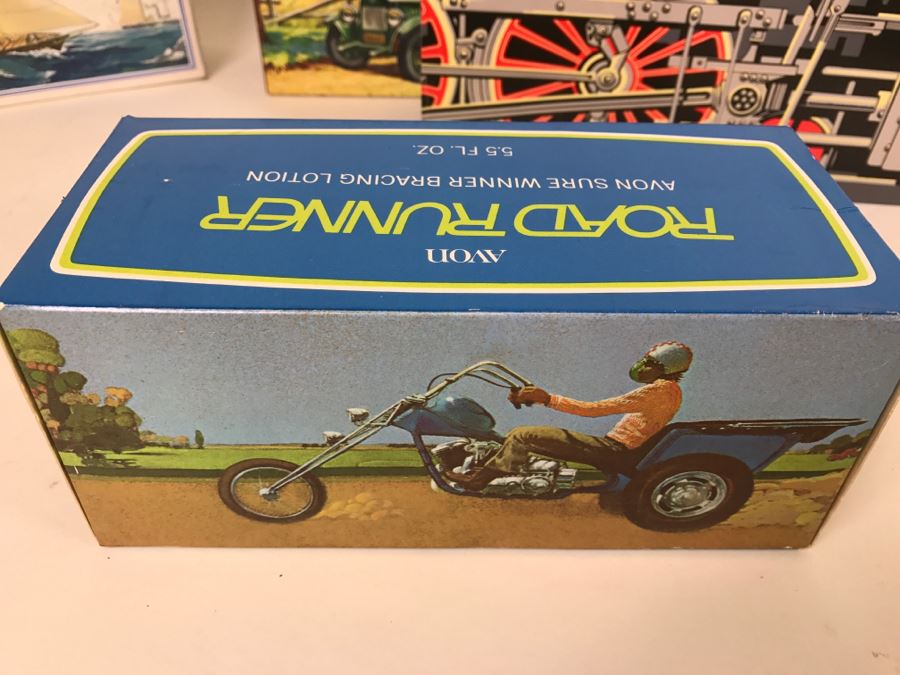 AVON
ROAD RUNNER
AVON SURE WINNER BRACING LOTION
5.5 FL. OZ.